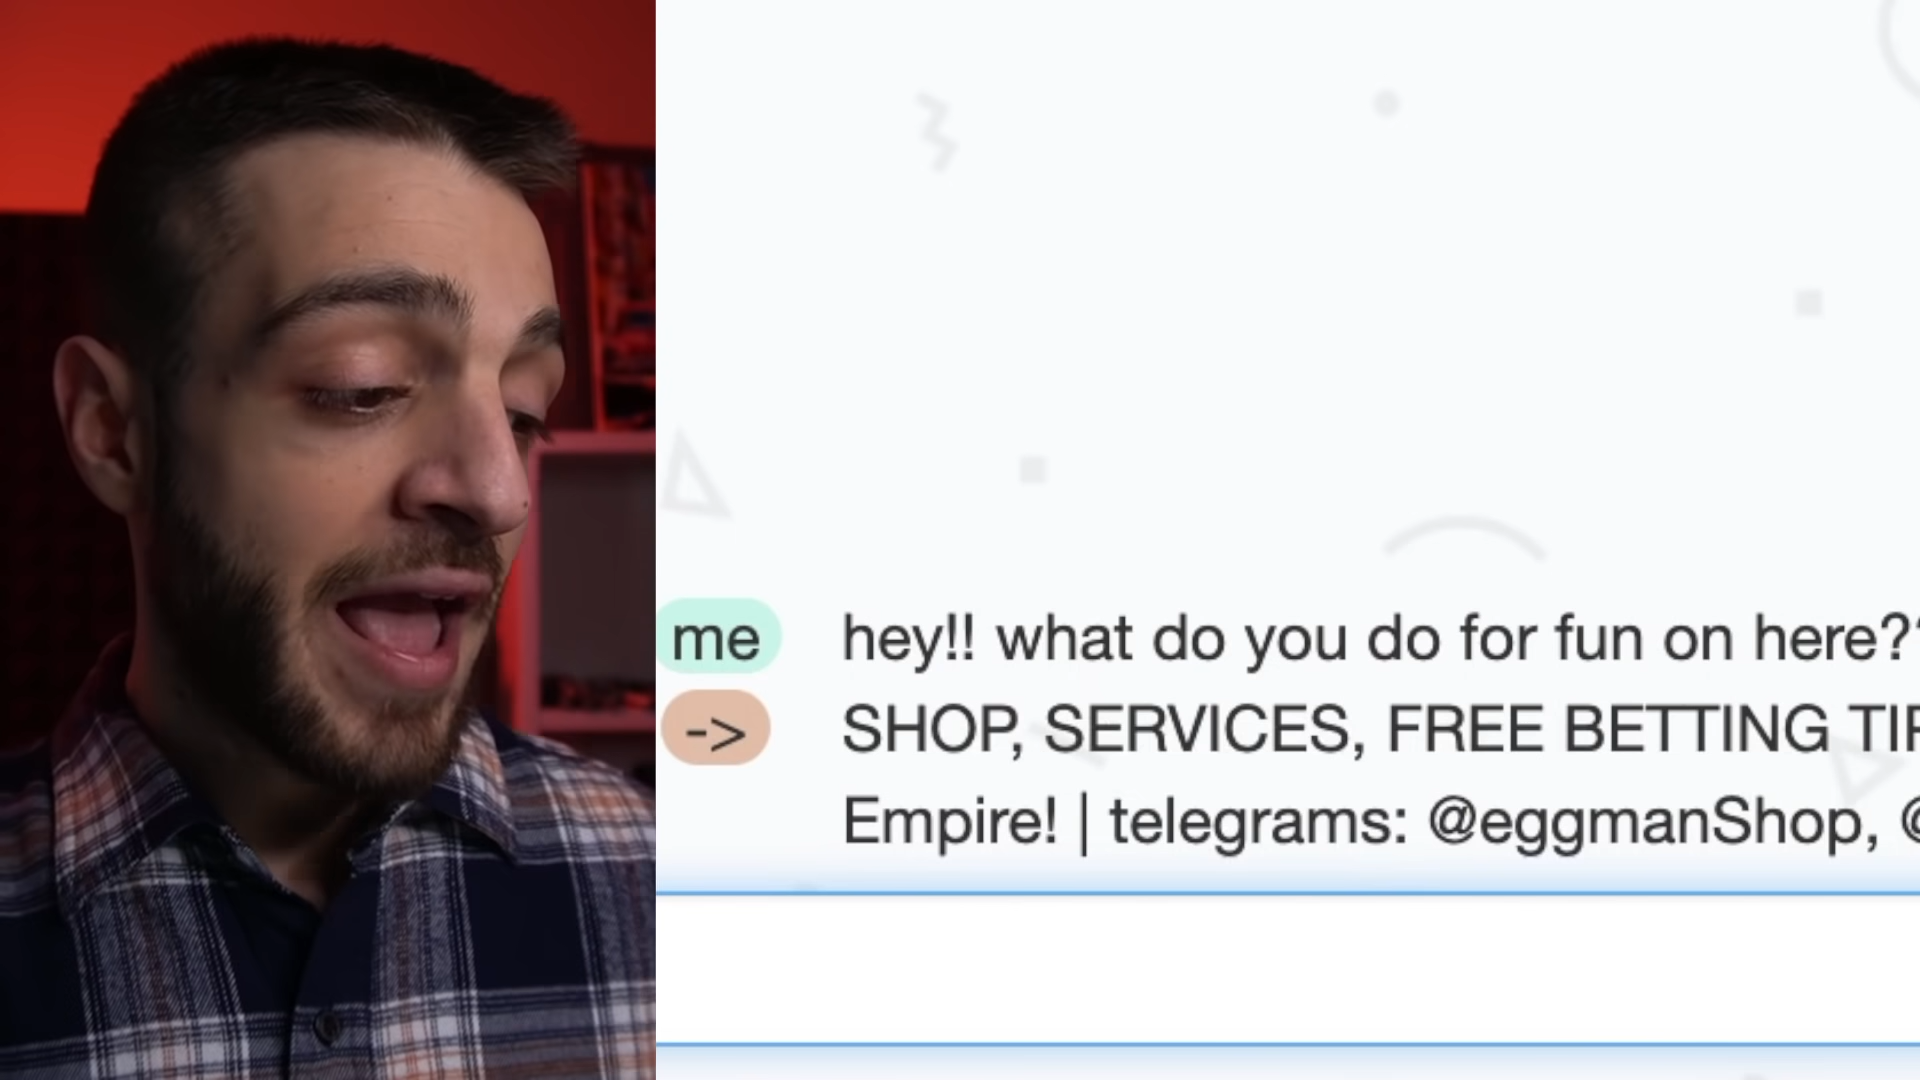 me hey!! what do you do for fun on here?
-> SHOP, SERVICES, FREE BETTING
Empire! | telegrams: @eggmanShop,